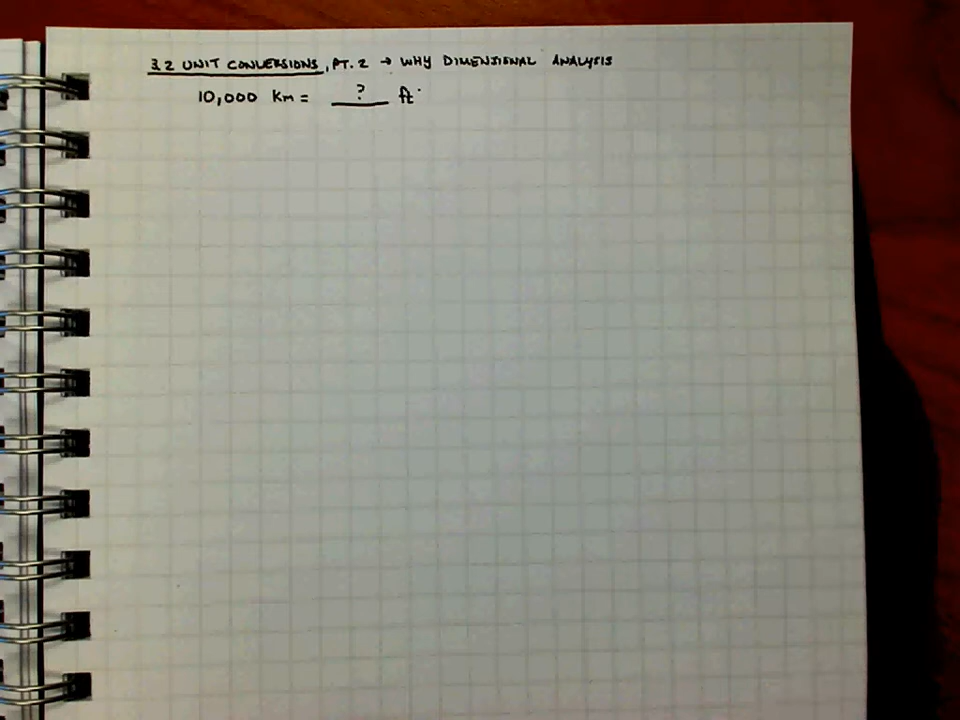 3.2 UNIT CONVERSIONS, PT. 2 → WHY DIMENSIONAL ANALYSIS
10,000 Km = ? ft